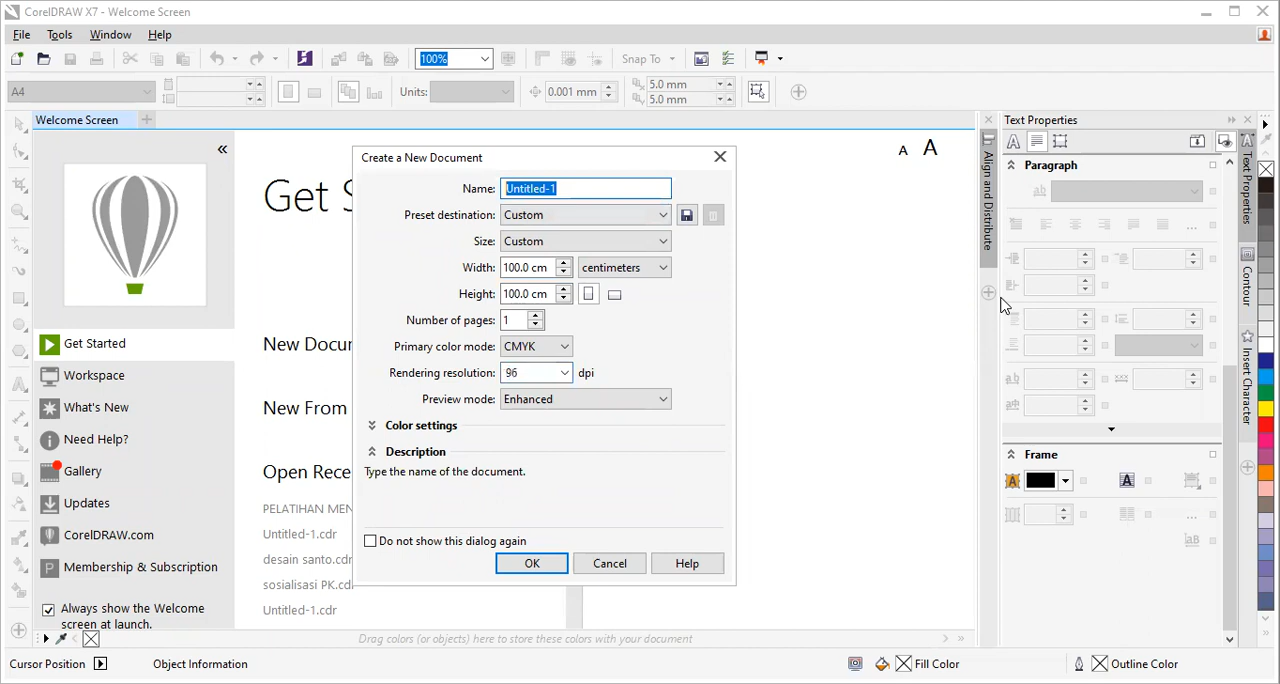 CorelDRAW X7 - Welcome Screen
File Tools Window Help
100% Snap To
A4 Units: 0.001 mm 5.0 mm
5.0 mm
Welcome Screen
Get S
New Docu
New From
Open Rece
PELATIHAN MEN
Untitled-1.cdr
desain santo.cdr
sosialisasi PK.cdr
Untitled-1.cdr
A A
Get Started
Workspace
What's New
Need Help?
Gallery
Updates
CorelDRAW.com
Membership & Subscription
Always show the Welcome
screen at launch.
Create a New Document
Name: Untitled-1
Preset destination: Custom
Size: Custom
Width: 100.0 cm centimeters
Height: 100.0 cm
Number of pages: 1
Primary color mode: CMYK
Rendering resolution: 96 dpi
Preview mode: Enhanced
Color settings
Description
Type the name of the document.
Do not show this dialog again
OK Cancel Help
Align and Distribute
Text Properties
Paragraph
Frame
Text Properties
Contour
Insert Character
Drag colors (or objects) here to store these colors with your document
Cursor Position Object Information Fill Color Outline Color